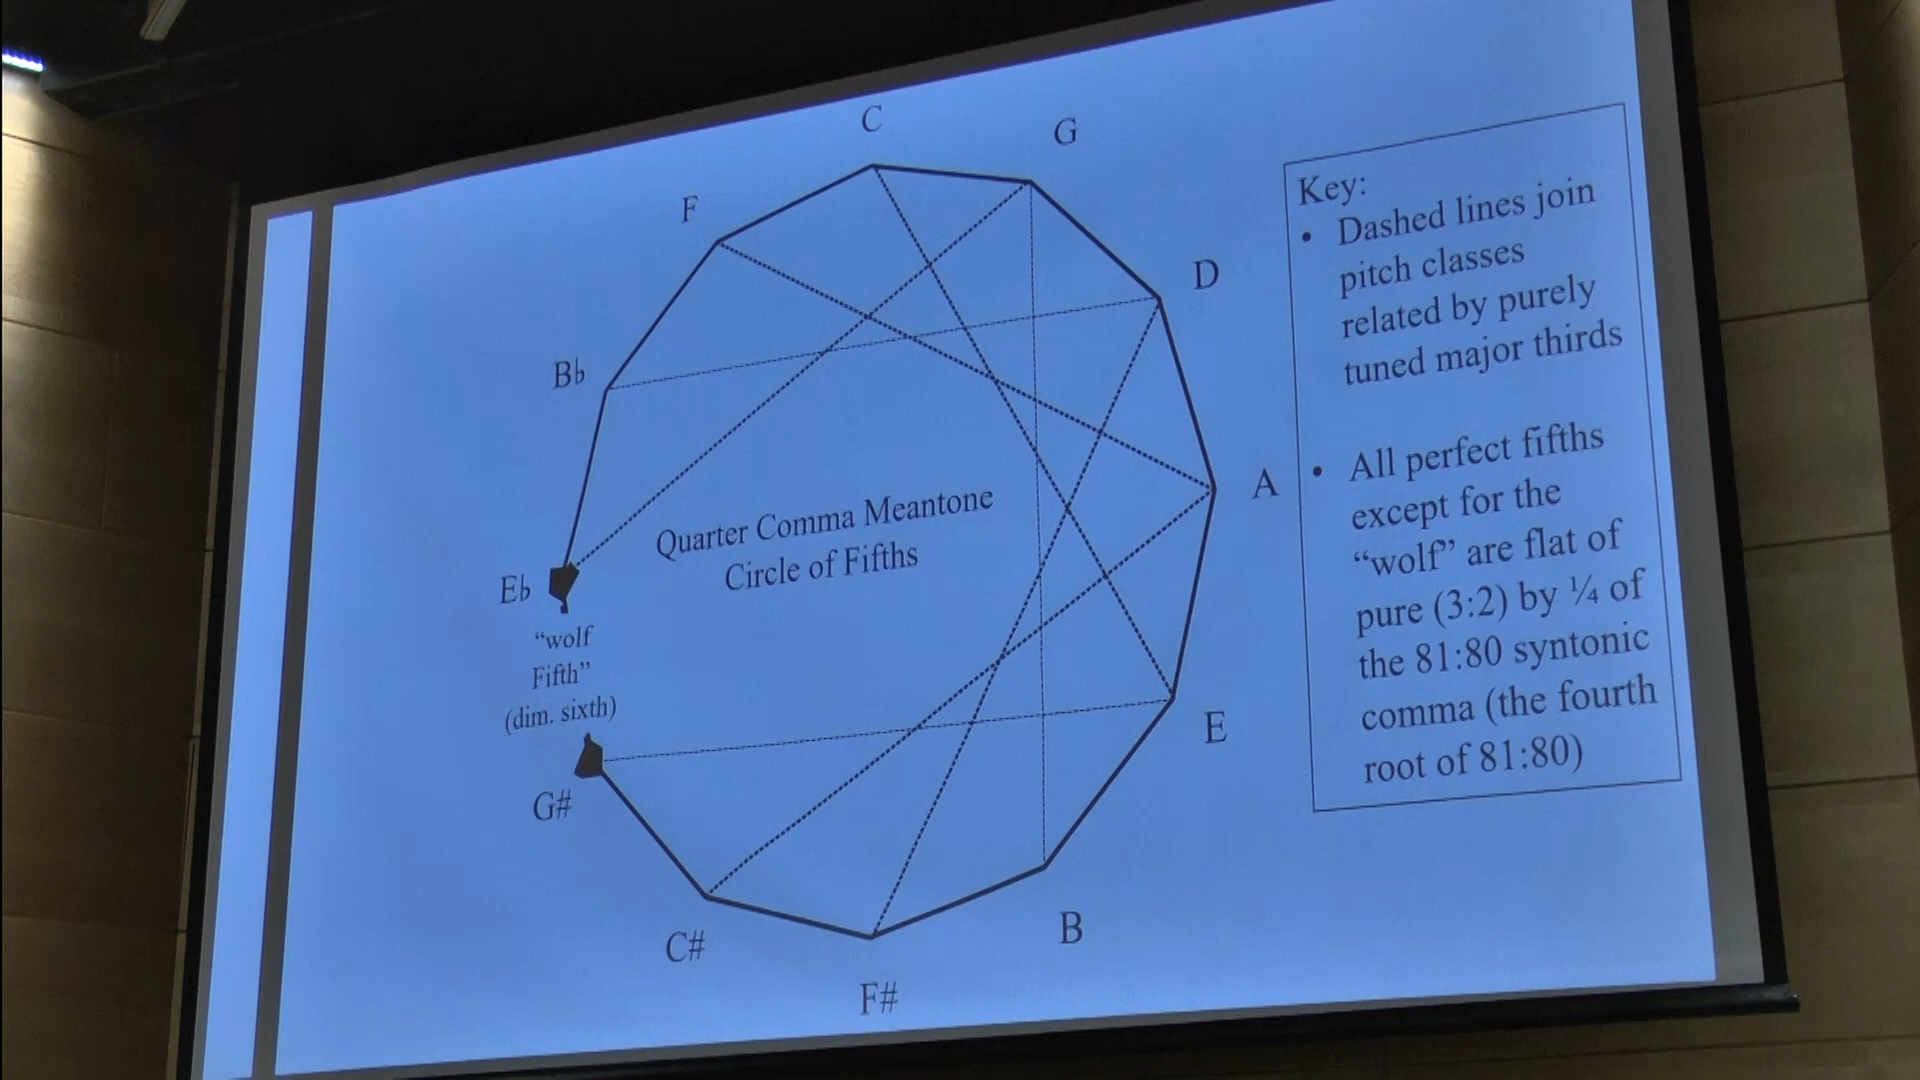 C
G
F
D
B♭
A
E♭
Quarter Comma Meantone
Circle of Fifths
"wolf
Fifth"
(dim. sixth)
G#
E
C#
B
F#
Key:
• Dashed lines join
pitch classes
related by purely
tuned major thirds
• All perfect fifths
except for the
“wolf” are flat of
pure (3:2) by ¼ of
the 81:80 syntonic
comma (the fourth
root of 81:80)